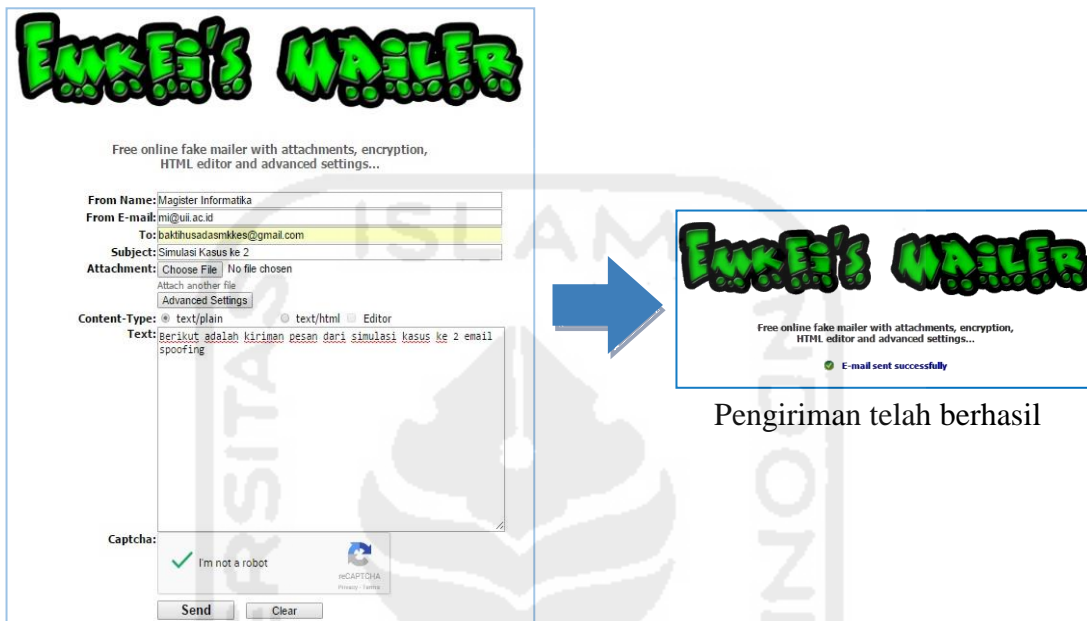 EMKEI'S MAILER
Free online fake mailer with attachments, encryption,
HTML editor and advanced settings...
From Name: Magister Informatika
From E-mail: mi@uii.ac.id
To: baktihusadasmkkes@gmail.com
Subject: Simulasi Kasus ke 2
Attachment: Choose File No file chosen
Attach another file
Advanced Settings
Content-Type: text/plain text/html Editor
Text: Berikut adalah kiriman pesan dari simulasi kasus ke 2 email
spoofing
Captcha:
I'm not a robot
reCAPTCHA
Privacy - Terms
Send Clear
EMKEI'S MAILER
Free online fake mailer with attachments, encryption,
HTML editor and advanced settings...
E-mail sent successfully
Pengiriman telah berhasil
ISLAM